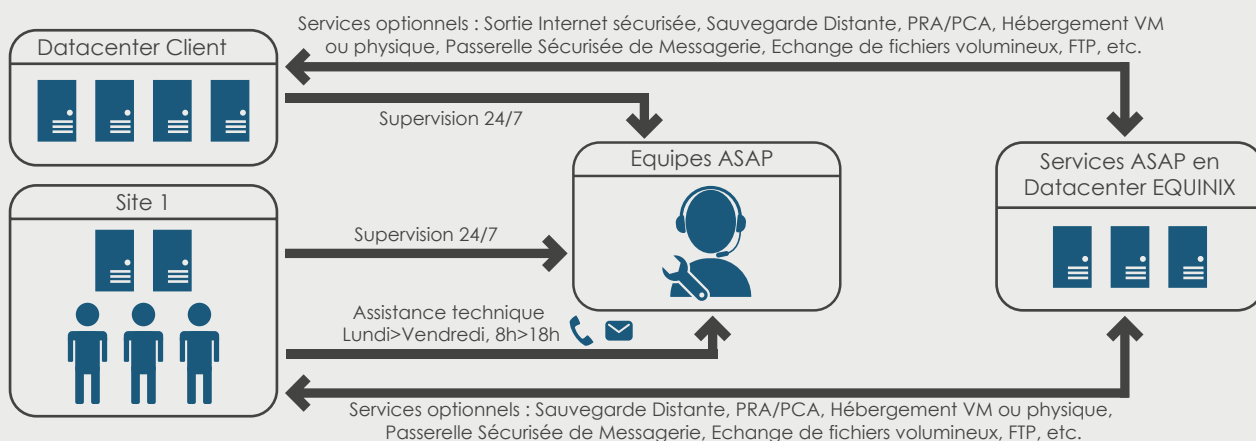 Services optionnels : Sortie Internet sécurisée, Sauvegarde Distante, PRA/PCA, Hébergement VM
ou physique, Passerelle Sécurisée de Messagerie, Echange de fichiers volumineux, FTP, etc.
Datacenter Client
Supervision 24/7
Equipes ASAP
Services ASAP en
Datacenter EQUINIX
Site 1
Supervision 24/7
Assistance technique
Lundi>Vendredi, 8h>18h
Services optionnels : Sauvegarde Distante, PRA/PCA, Hébergement VM ou physique,
Passerelle Sécurisée de Messagerie, Echange de fichiers volumineux, FTP, etc.